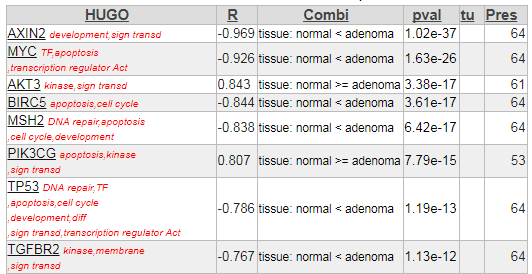 HUGO R Combi pval tu Pres
AXIN2 development,sign transd -0.969 tissue: normal < adenoma 1.02e-37 64
MYC TF,apoptosis
,transcription regulator Act -0.926 tissue: normal < adenoma 1.63e-26 64
AKT3 kinase,sign transd 0.843 tissue: normal >= adenoma 3.38e-17 61
BIRC5 apoptosis,cell cycle -0.844 tissue: normal < adenoma 3.61e-17 64
MSH2 DNA repair,apoptosis
,cell cycle,development -0.838 tissue: normal < adenoma 6.42e-17 64
PIK3CG apoptosis,kinase
,sign transd 0.807 tissue: normal >= adenoma 7.79e-15 53
TP53 DNA repair,TF
,apoptosis,cell cycle
,development,diff
,sign transd,transcription regulator Act -0.786 tissue: normal < adenoma 1.19e-13 64
TGFBR2 kinase,membrane
,sign transd -0.767 tissue: normal < adenoma 1.13e-12 64